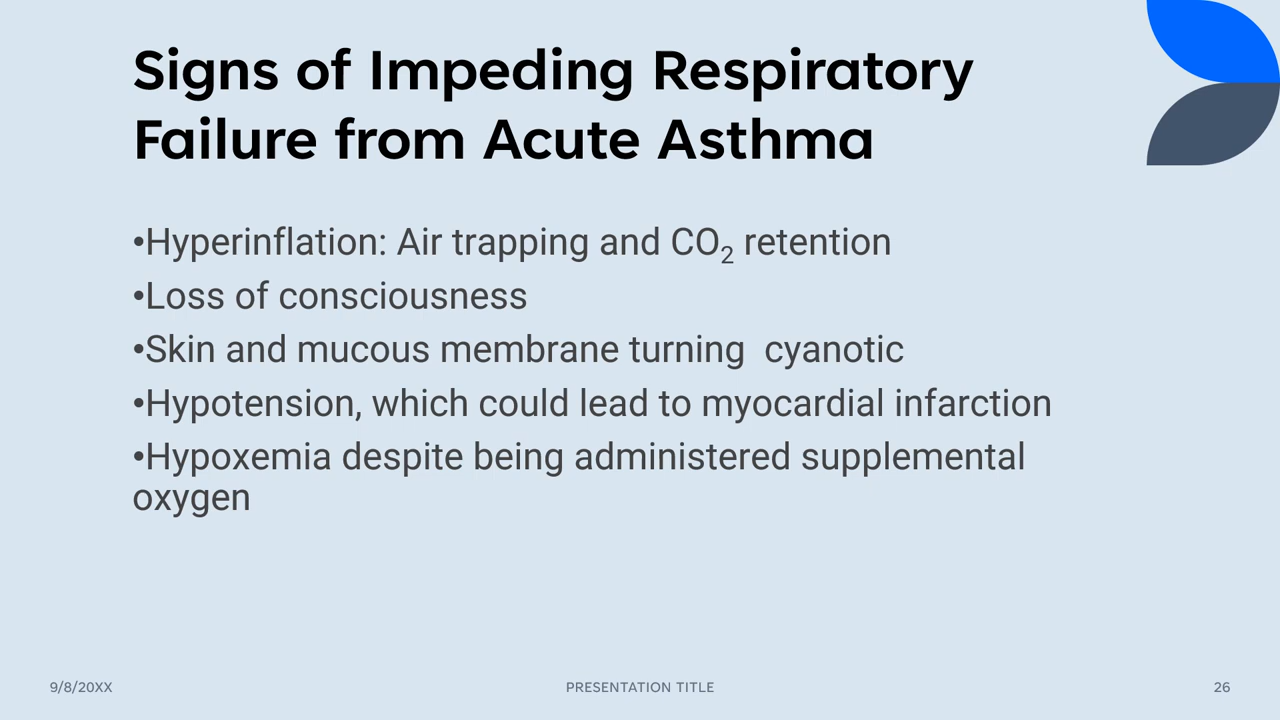 Signs of Impeding Respiratory
Failure from Acute Asthma
•Hyperinflation: Air trapping and CO₂ retention
•Loss of consciousness
•Skin and mucous membrane turning  cyanotic
•Hypotension, which could lead to myocardial infarction
•Hypoxemia despite being administered supplemental
oxygen
9/8/20XX
PRESENTATION TITLE
26